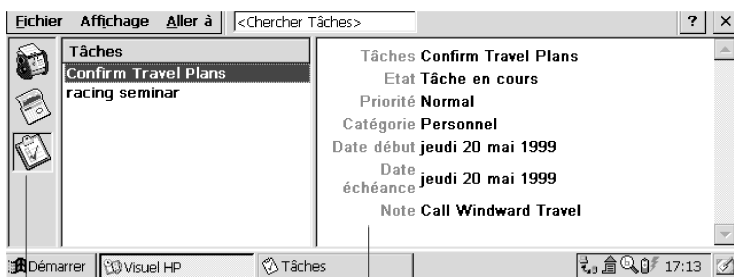 Fichier Affichage Aller à <Chercher Tâches> ?
Tâches
Confirm Travel Plans
racing seminar
Tâches Confirm Travel Plans
Etat Tâche en cours
Priorité Normal
Catégorie Personnel
Date début jeudi 20 mai 1999
Date
échéance jeudi 20 mai 1999
Note Call Windward Travel
Démarrer Visuel HP Tâches 17:13